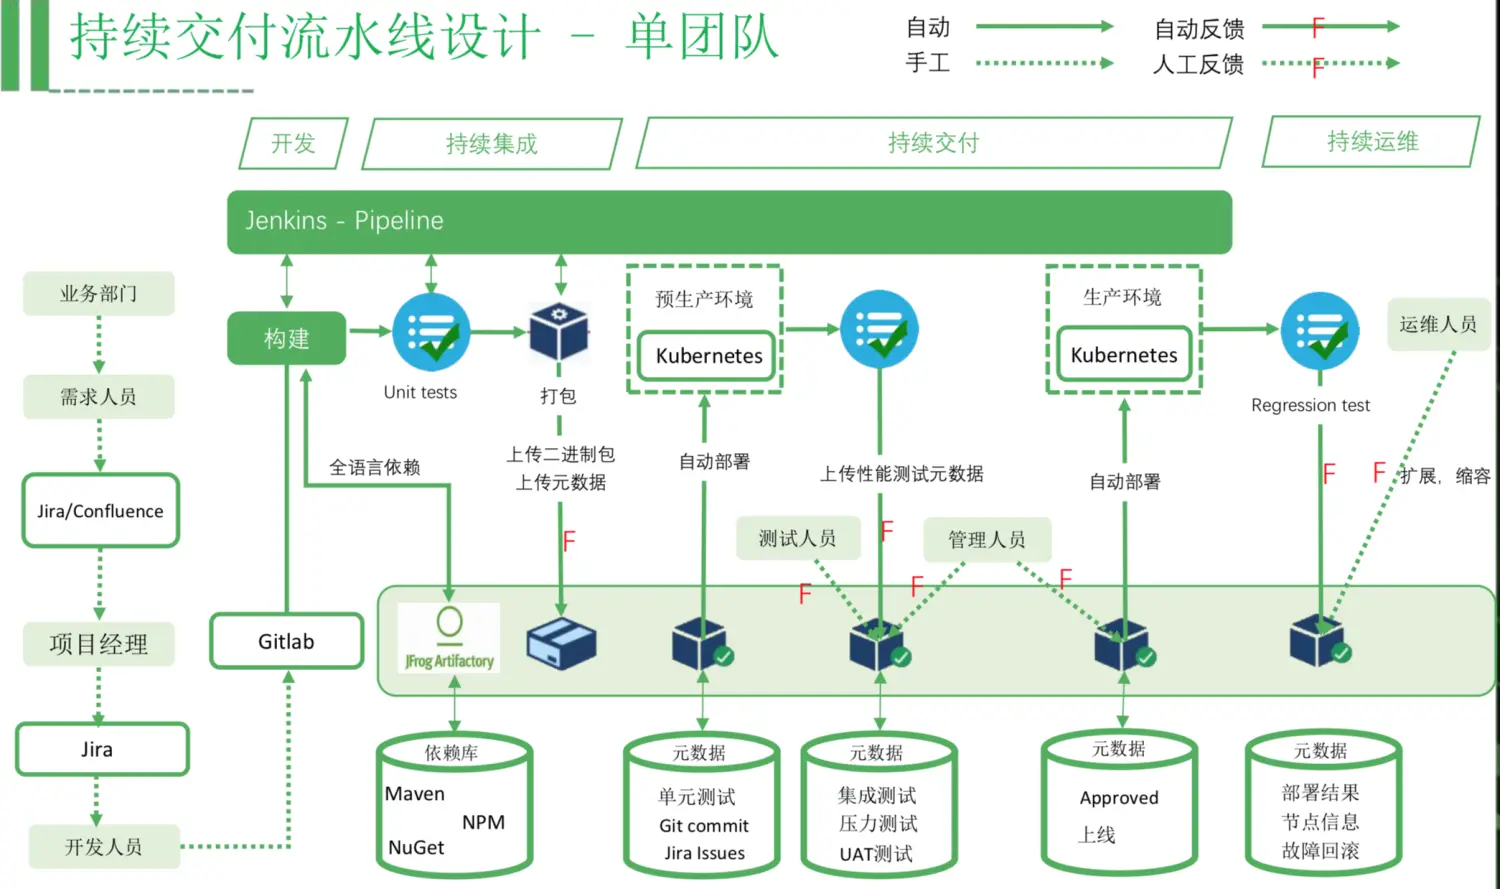 持续交付流水线设计 – 单团队
自动
自动反馈
F
手工
人工反馈
F
开发
持续集成
持续交付
持续运维
Jenkins - Pipeline
业务部门
需求人员
Jira/Confluence
项目经理
Jira
开发人员
构建
Unit tests
打包
预生产环境
Kubernetes
生产环境
Kubernetes
Regression test
运维人员
全语言依赖
上传二进制包
上传元数据
F
自动部署
上传性能测试元数据
F
自动部署
F
F
扩展，缩容
测试人员
F
管理人员
F
F
Gitlab
JFrog Artifactory
依赖库
Maven
NPM
NuGet
元数据
单元测试
Git commit
Jira Issues
元数据
集成测试
压力测试
UAT测试
元数据
Approved
上线
元数据
部署结果
节点信息
故障回滚